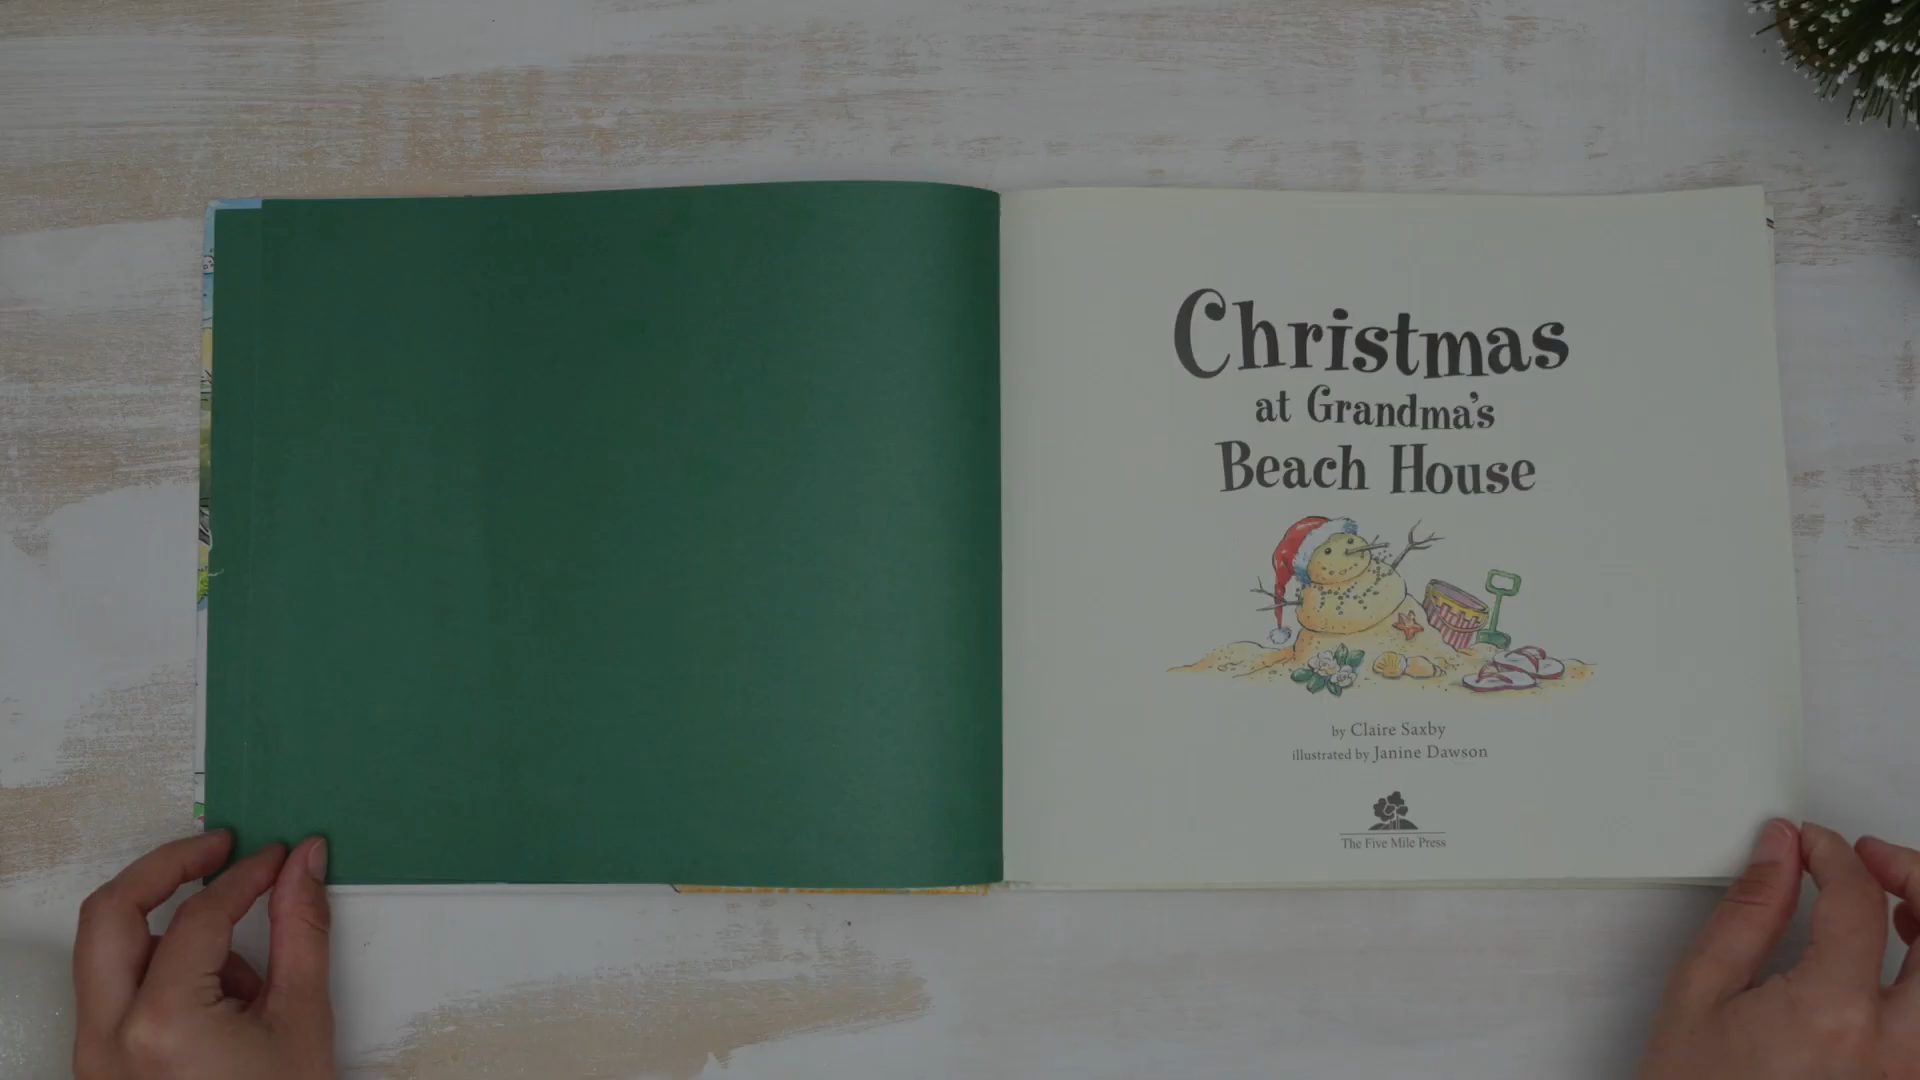 Christmas
at Grandma's
Beach House
by Claire Saxby
illustrated by Janine Dawson
The Five Mile Press